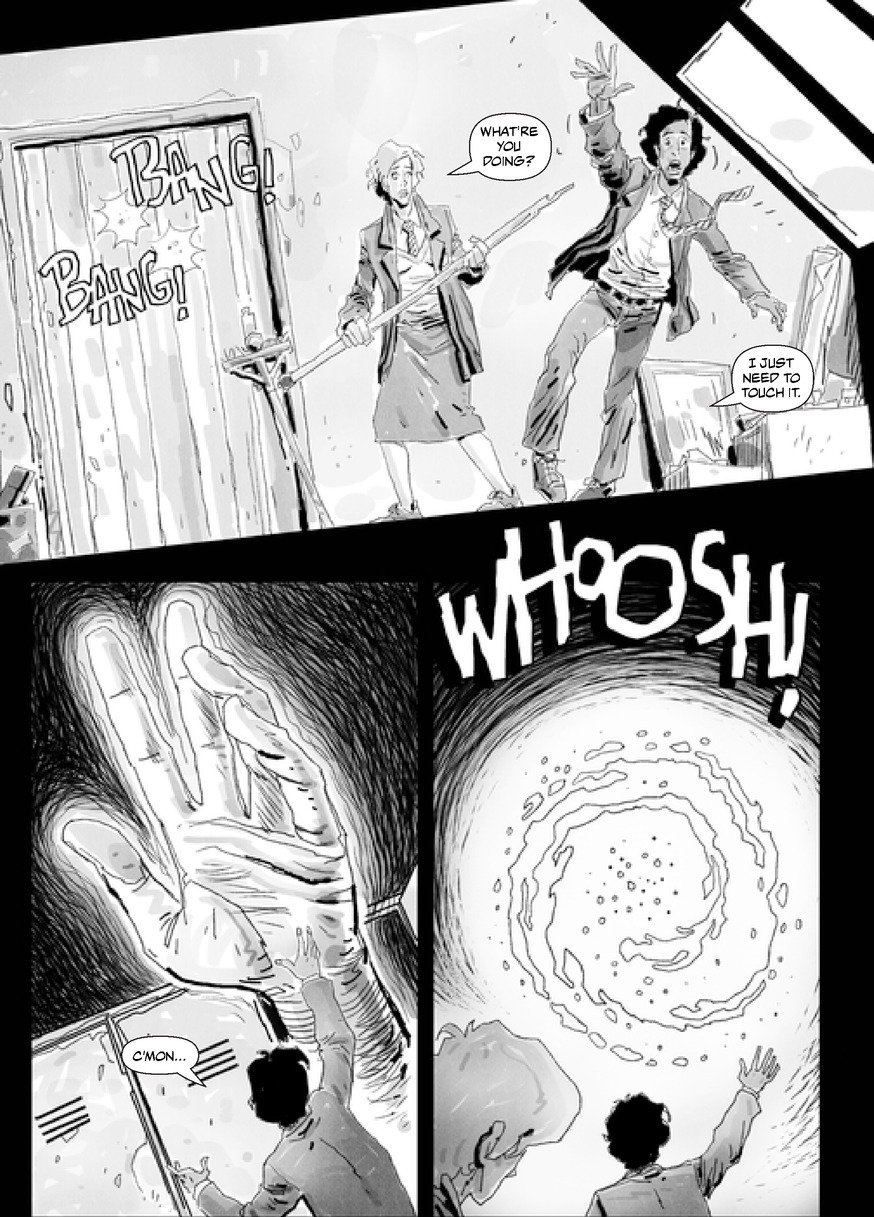 BANG!
BANG!
WHAT'RE
YOU
DOING?
I JUST
NEED TO
TOUCH IT.
C'MON...
WHOOSH!